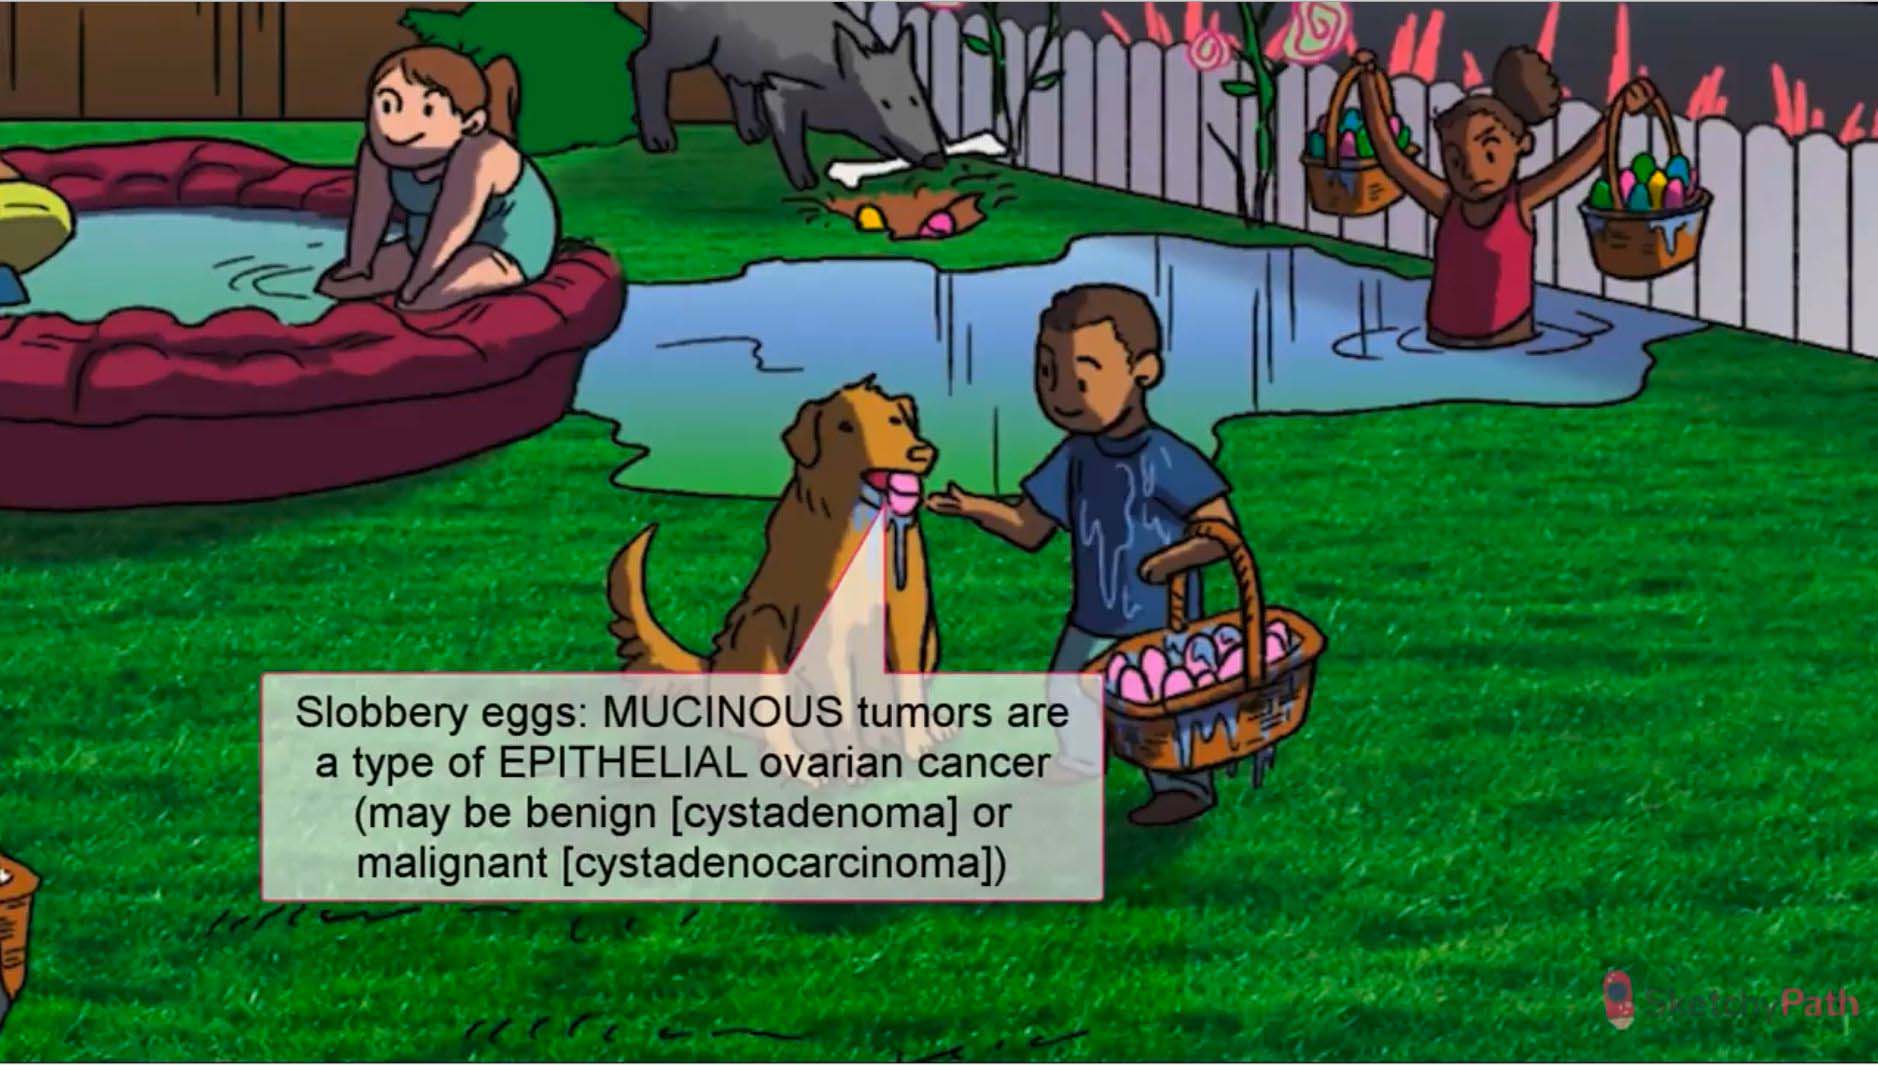 Slobbery eggs: MUCINOUS tumors are
a type of EPITHELIAL ovarian cancer
(may be benign [cystadenoma] or
malignant [cystadenocarcinoma])
SketchyPath